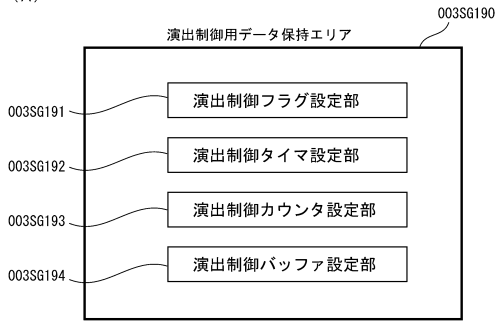 003SG190
演出制御用データ保持エリア
003SG191
演出制御フラグ設定部
003SG192
演出制御タイマ設定部
003SG193
演出制御カウンタ設定部
003SG194
演出制御バッファ設定部